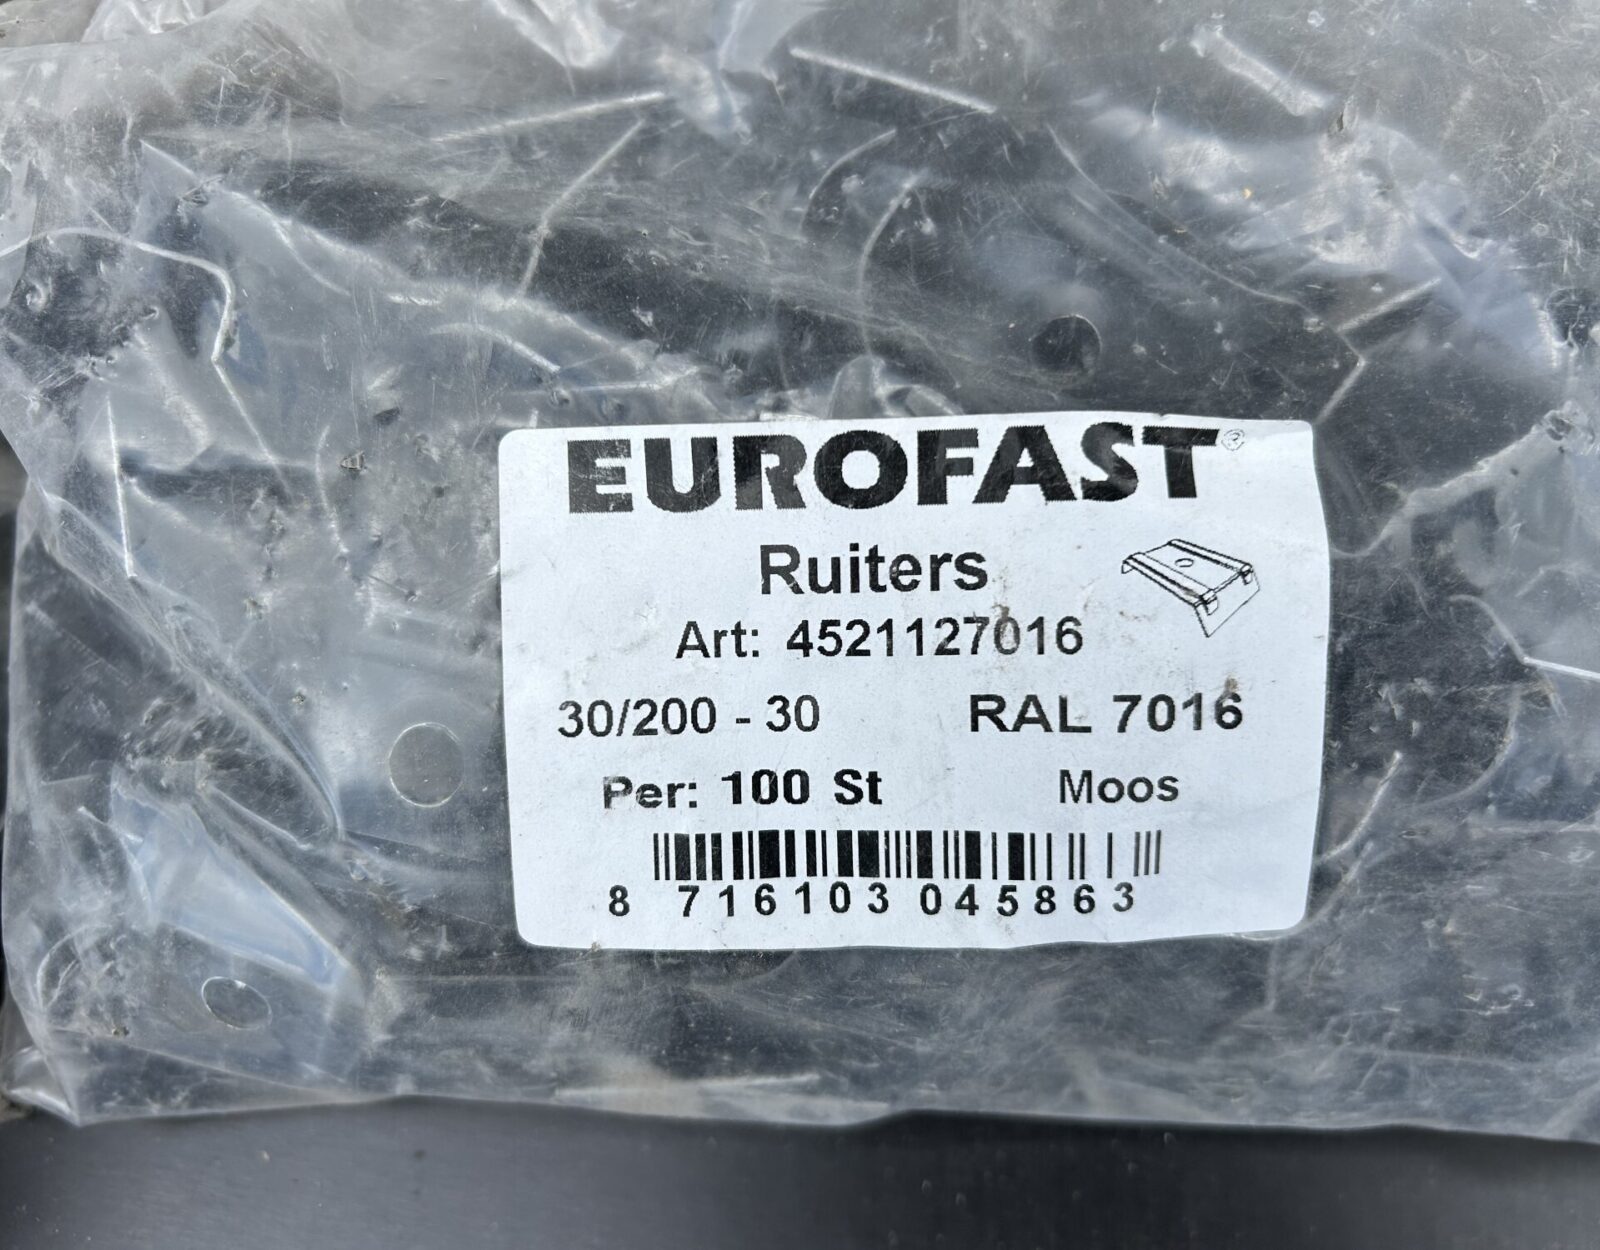 EUROFAST®
Ruiters
Art: 4521127016
30/200 - 30 RAL 7016
Per: 100 St Moos
8 716103 045863